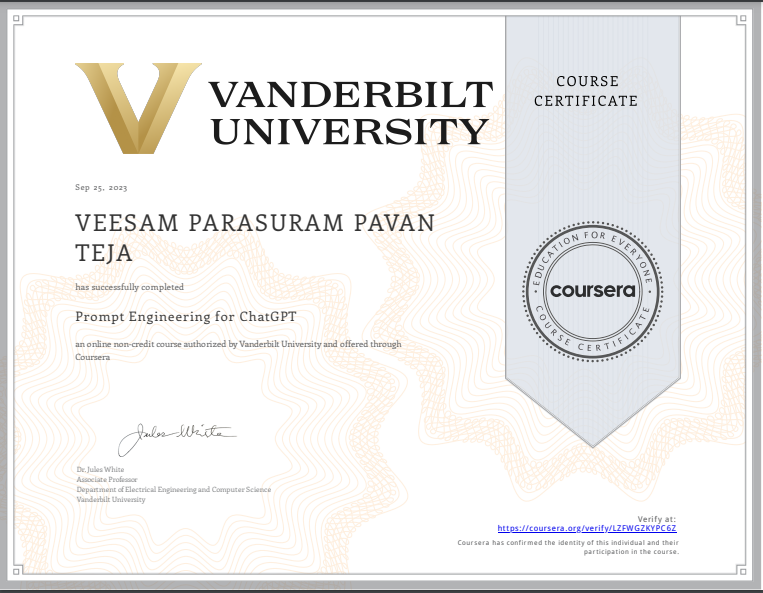 VANDERBILT
UNIVERSITY
COURSE
CERTIFICATE
Sep 25, 2023
VEESAM PARASURAM PAVAN
TEJA
has successfully completed
Prompt Engineering for ChatGPT
an online non-credit course authorized by Vanderbilt University and offered through
Coursera
EDUCATION FOR EVERYONE
coursera
COURSE CERTIFICATE
Jules White
Dr, Jules White
Associate Professor
Department of Electrical Engineering and Computer Science
Vanderbilt University
Verify at:
https://coursera.org/verify/LZFWGZKYPC6Z
Coursera has confirmed the identity of this individual and their
participation in the course.